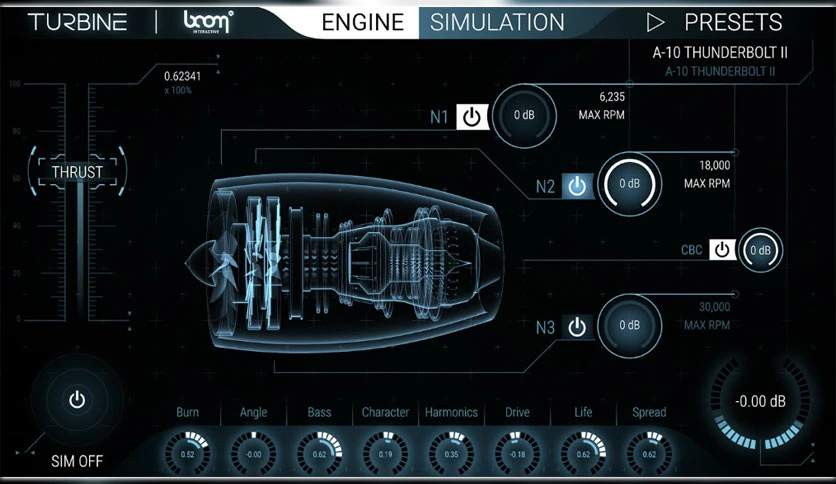 TURBINE
boom
INTERACTIVE
ENGINE SIMULATION
PRESETS
A-10 THUNDERBOLT II
A-10 THUNDERBOLT II
0.62341
x 100%
100
80
60
40
20
0
THRUST
N1
0 dB
6,235
MAX RPM
N2
0 dB
18,000
MAX RPM
CBC
0 dB
N3
0 dB
30,000
MAX RPM
-0.00 dB
SIM OFF
Burn Angle Bass Character Harmonics Drive Life Spread
0.52 -0.00 0.62 0.19 0.35 -0.18 0.62 0.62